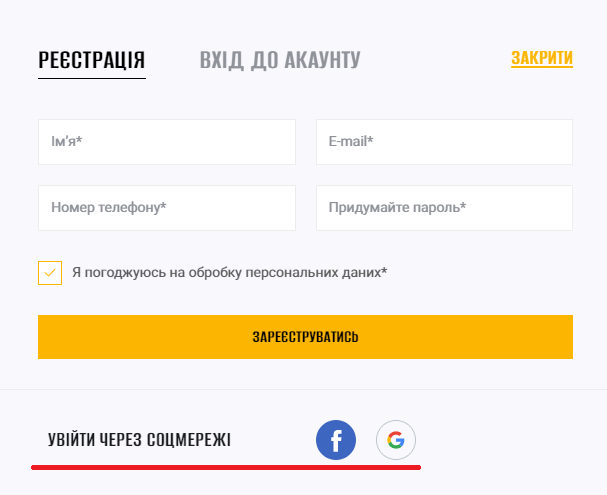 РЕЄСТРАЦІЯ ВХІД ДО АКАУНТУ ЗАКРИТИ
Ім'я* E-mail*
Номер телефону* Придумайте пароль*
Я погоджуюсь на обробку персональних даних*
ЗАРЕЄСТРУВАТИСЬ
УВІЙТИ ЧЕРЕЗ СОЦМЕРЕЖІ